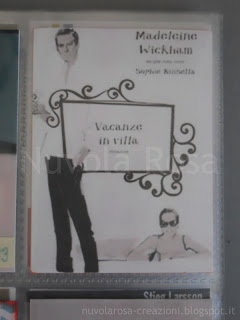 Madeleine
Wickham
Sophie Kinsella
Vacanze
in villa
Nuvola Rosa
Stieg Larsson
nuvolarosa-creazioni.blogspot.it